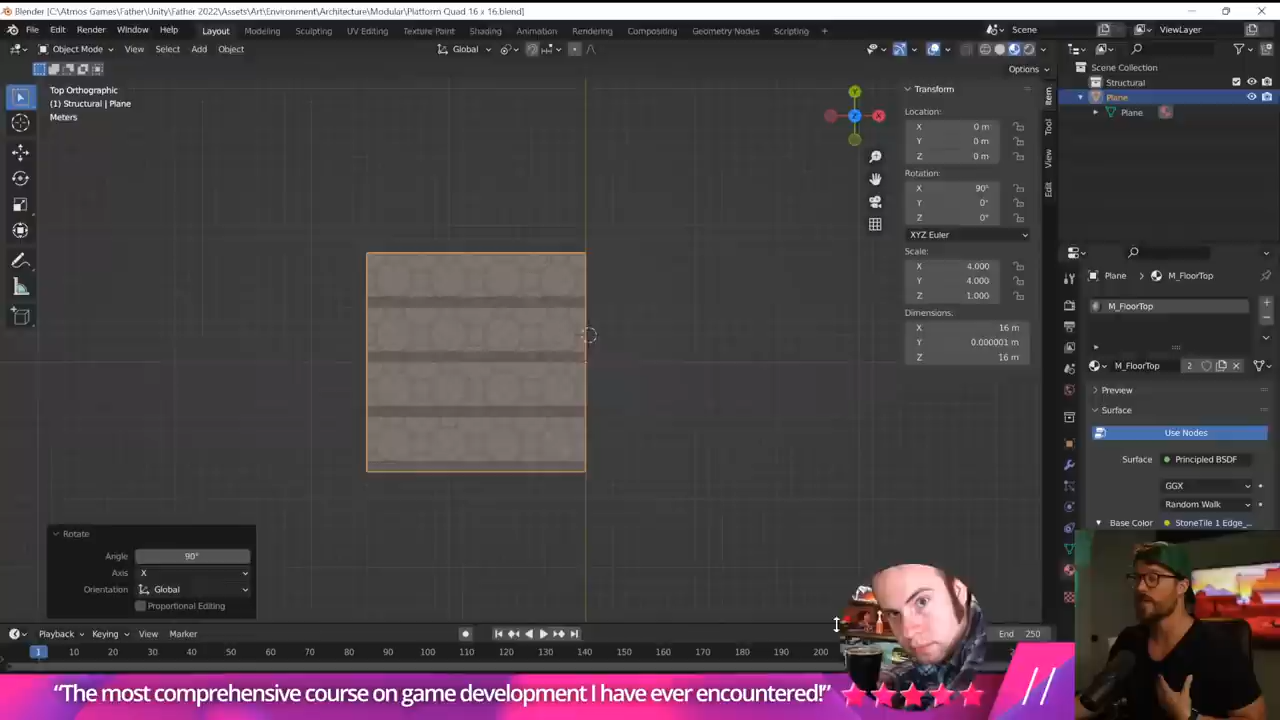 Blender [C:\Atmos Games\Father\Unity\Father 2022\Assets\Art\Environment\Architecture\Modular\Platform Quad 16 x 16.blend]
File Edit Render Window Help Layout Modeling Sculpting UV Editing Texture Paint Shading Animation Rendering Compositing Geometry Nodes Scripting + Scene ViewLayer
Object Mode View Select Add Object Global
Options
Top Orthographic
(1) Structural | Plane
Meters
Y
X
Z
Transform
Location:
X 0 m
Y 0 m
Z 0 m
Rotation:
X 90°
Y 0°
Z 0°
XYZ Euler
Scale:
X 4.000
Y 4.000
Z 1.000
Dimensions:
X 16 m
Y 0.000001 m
Z 16 m
Item
Tool
View
Edit
Scene Collection
Structural
Plane
Plane
Plane M_FloorTop
M_FloorTop
M_FloorTop 2
Preview
Surface
Use Nodes
Surface Principled BSDF
GGX
Random Walk
Base Color StoneTile 1 Edge_...
Rotate
Angle 90°
Axis X
Orientation Global
Proportional Editing
Playback Keying View Marker End 250
1 10 20 30 40 50 60 70 80 90 100 110 120 130 140 150 160 170 180 190 200
“The most comprehensive course on game development I have ever encountered!” //